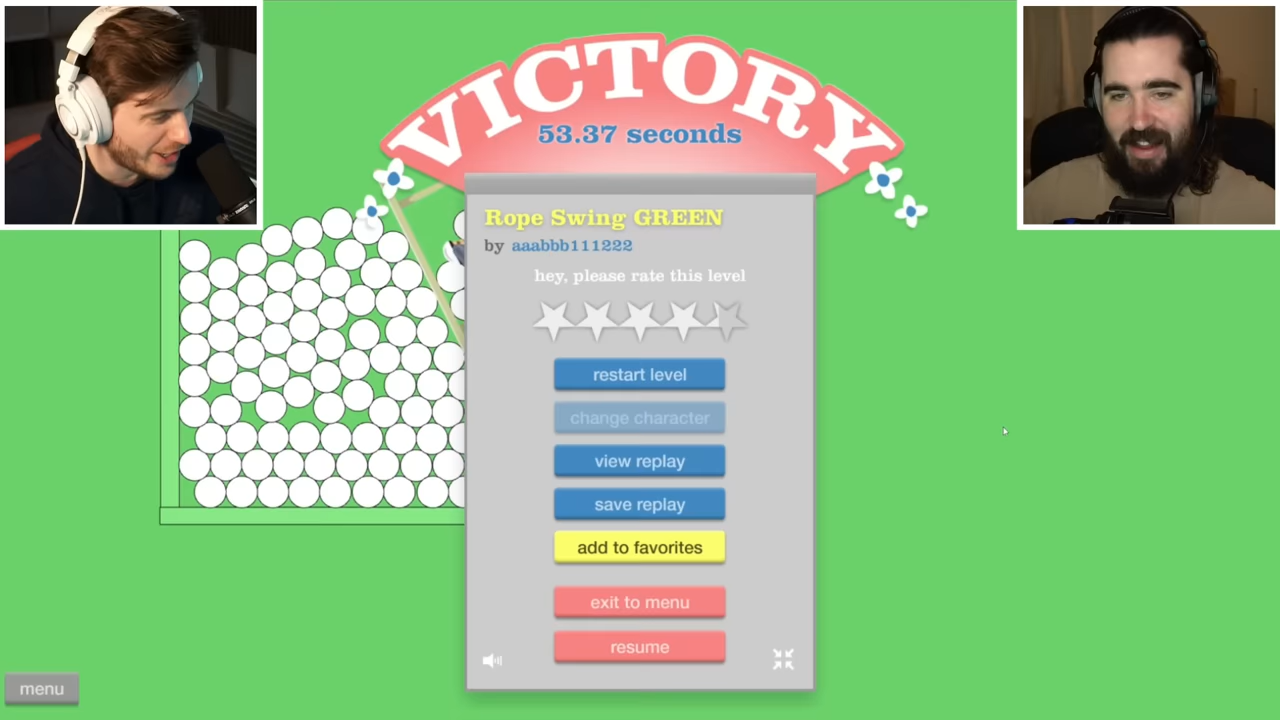 VICTORY
53.37 seconds
Rope Swing GREEN
by aaabbb111222
hey, please rate this level
restart level
change character
view replay
save replay
add to favorites
exit to menu
resume
menu